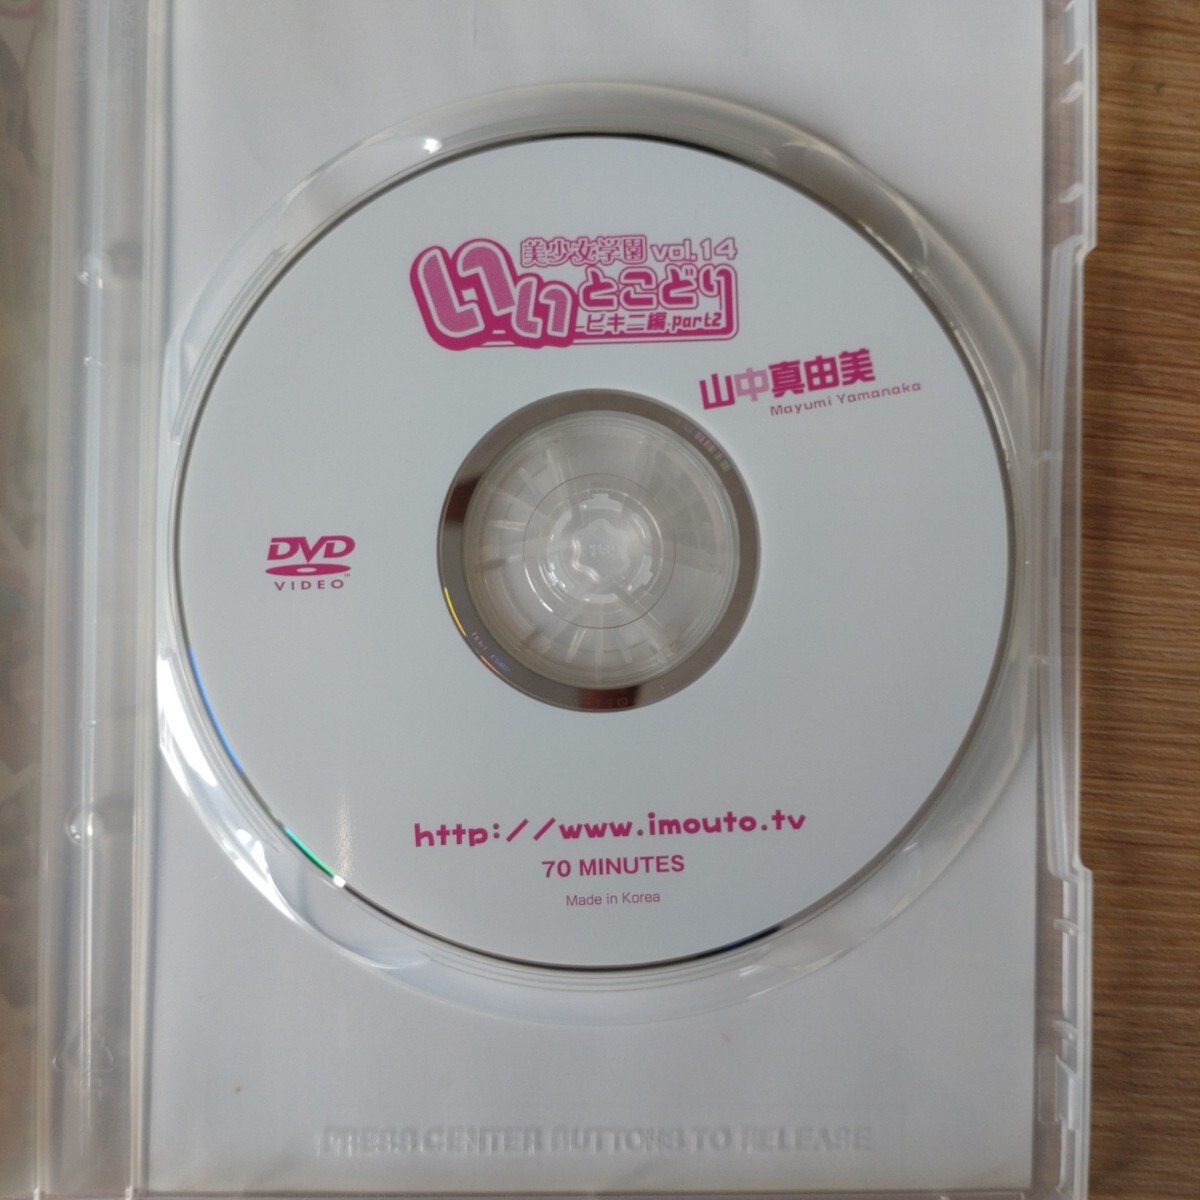 美少女学園 vol.14
いいとこどり
ビキニ編 part2
山中真由美
Mayumi Yamanaka
DVD
VIDEO™
http://www.imouto.tv
70 MINUTES
Made in Korea
PRESS CENTER BUTTONS TO RELEASE